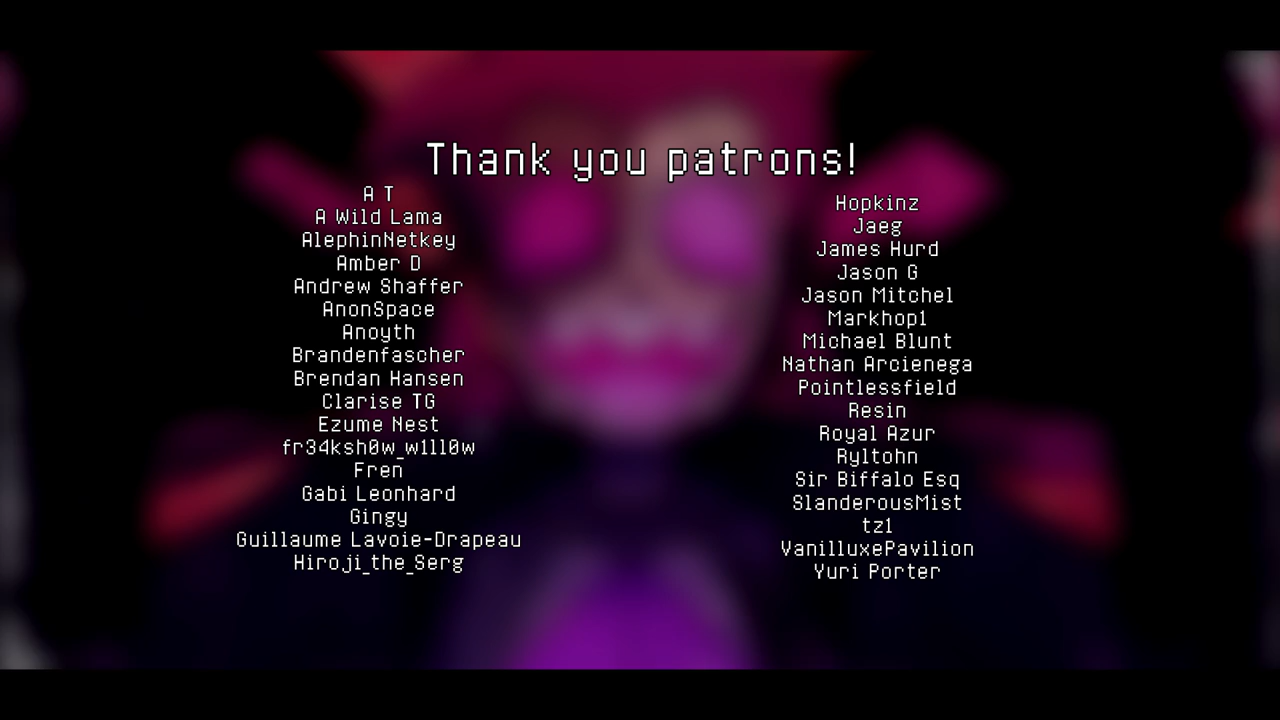 Thank you patrons!
A T
A Wild Lama
AlephinNetkey
Amber D
Andrew Shaffer
AnonSpace
Anoyth
Brandenfascher
Brendan Hansen
Clarise TG
Ezume Nest
fr34ksh0w_w1ll0w
Fren
Gabi Leonhard
Gingy
Guillaume Lavoie-Drapeau
Hiroji_the_Serg
Hopkinz
Jaeg
James Hurd
Jason G
Jason Mitchel
Markhop1
Michael Blunt
Nathan Arcienega
Pointlessfield
Resin
Royal Azur
Ryltohn
Sir Biffalo Esq
SlanderousMist
tz1
VanilluxePavilion
Yuri Porter